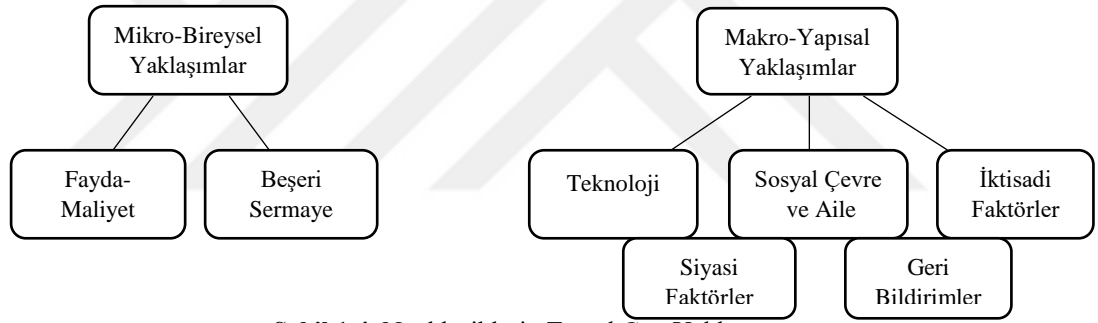 Mikro-Bireysel
Yaklaşımlar
Makro-Yapısal
Yaklaşımlar
Fayda-
Maliyet
Beşeri
Sermaye
Teknoloji
Sosyal Çevre
ve Aile
İktisadi
Faktörler
Siyasi
Faktörler
Geri
Bildirimler